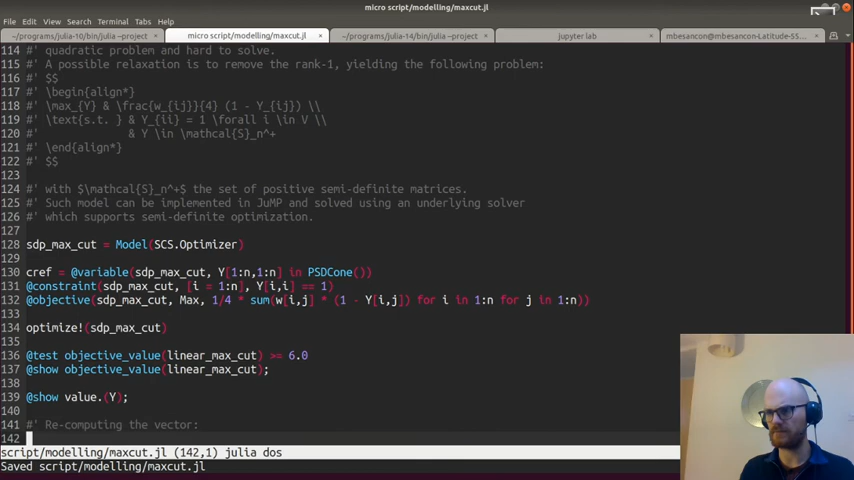 micro script/modelling/maxcut.jl
File Edit View Search Terminal Tabs Help
~/programs/julia-10/bin/julia --project × micro script/modelling/maxcut.jl × ~/programs/julia-14/bin/julia --project × jupyter lab × mbesancon@mbesancon-Latitude-55... ×
114 #' quadratic problem and hard to solve.
115 #' A possible relaxation is to remove the rank-1, yielding the following problem:
116 #' $$
117 #' \begin{align*}
118 #' \max_{Y} & \frac{w_{ij}}{4} (1 - Y_{ij}) \\
119 #' \text{s.t. } & Y_{ii} = 1 \forall i \in V \\
120 #' & Y \in \mathcal{S}_n^+
121 #' \end{align*}
122 #' $$
123
124 #' with $\mathcal{S}_n^+$ the set of positive semi-definite matrices.
125 #' Such model can be implemented in JuMP and solved using an underlying solver
126 #' which supports semi-definite optimization.
127
128 sdp_max_cut = Model(SCS.Optimizer)
129
130 cref = @variable(sdp_max_cut, Y[1:n,1:n] in PSDCone())
131 @constraint(sdp_max_cut, [i = 1:n], Y[i,i] == 1)
132 @objective(sdp_max_cut, Max, 1/4 * sum(w[i,j] * (1 - Y[i,j]) for i in 1:n for j in 1:n))
133
134 optimize!(sdp_max_cut)
135
136 @test objective_value(linear_max_cut) >= 6.0
137 @show objective_value(linear_max_cut);
138
139 @show value.(Y);
140
141 #' Re-computing the vector:
142
script/modelling/maxcut.jl (142,1) julia dos
Saved script/modelling/maxcut.jl